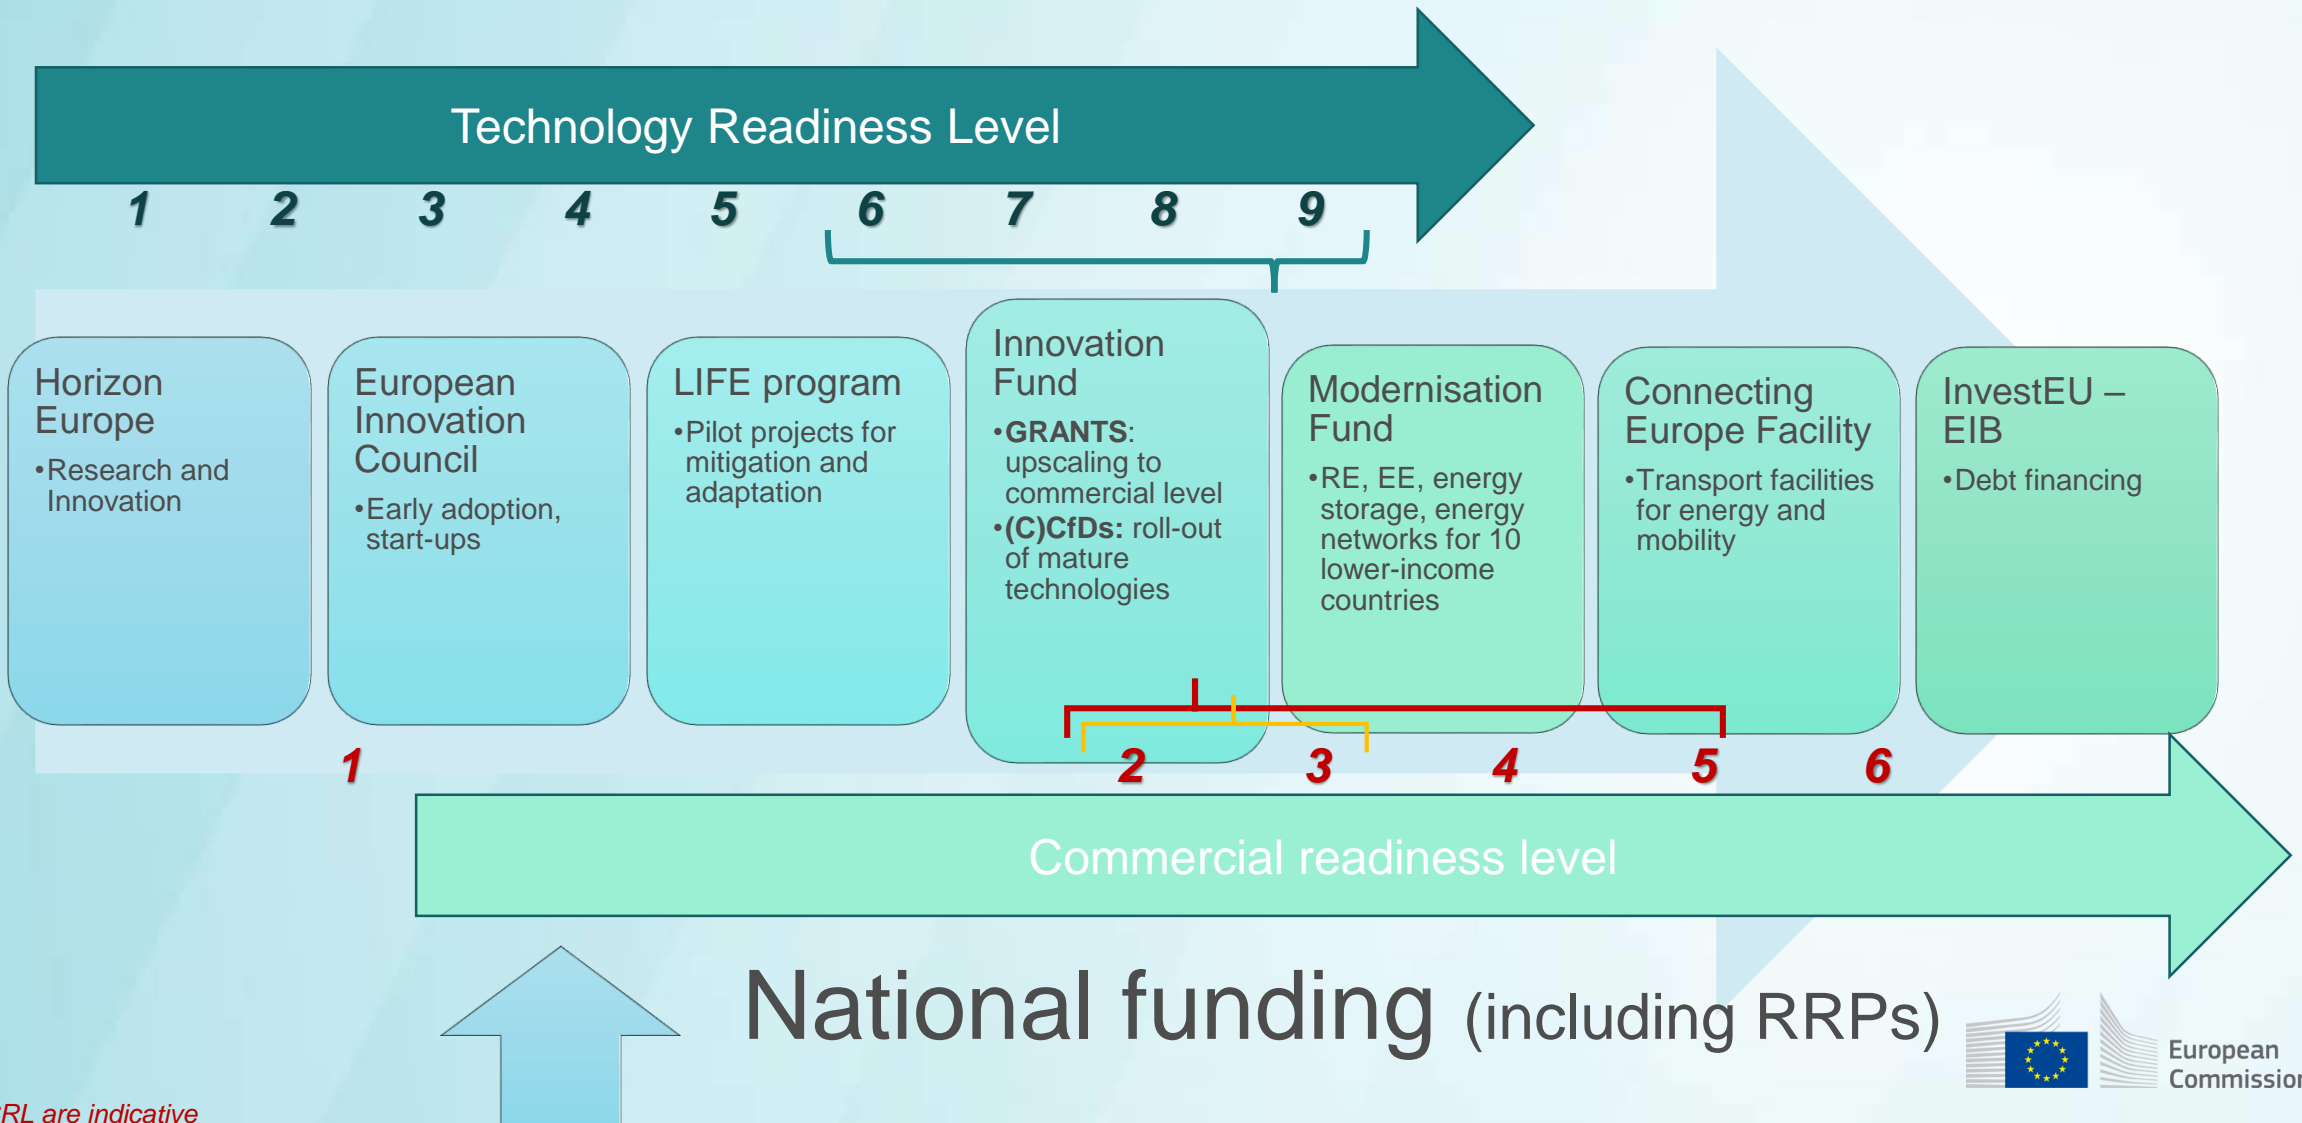 Technology Readiness Level
1 2 3 4 5 6 7 8 9
Horizon
Europe
•Research and
Innovation
European
Innovation
Council
•Early adoption,
start-ups
LIFE program
•Pilot projects for
mitigation and
adaptation
Innovation
Fund
•GRANTS:
upscaling to
commercial level
•(C)CfDs: roll-out
of mature
technologies
Modernisation
Fund
•RE, EE, energy
storage, energy
networks for 10
lower-income
countries
Connecting
Europe Facility
•Transport facilities
for energy and
mobility
InvestEU –
EIB
•Debt financing
1 2 3 4 5 6
Commercial readiness level
National funding (including RRPs)
European
Commission
are indicative